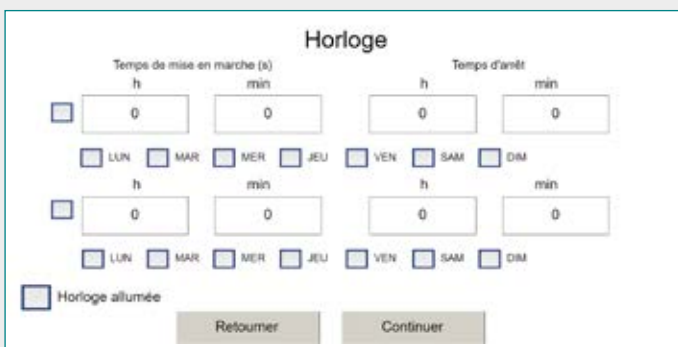 Horloge
Temps de mise en marche (s) Temps d'arrêt
h min h min
0 0 0 0
LUN MAR MER JEU VEN SAM DIM
h min h min
0 0 0 0
LUN MAR MER JEU VEN SAM DIM
Horloge allumée
Retourner Continuer